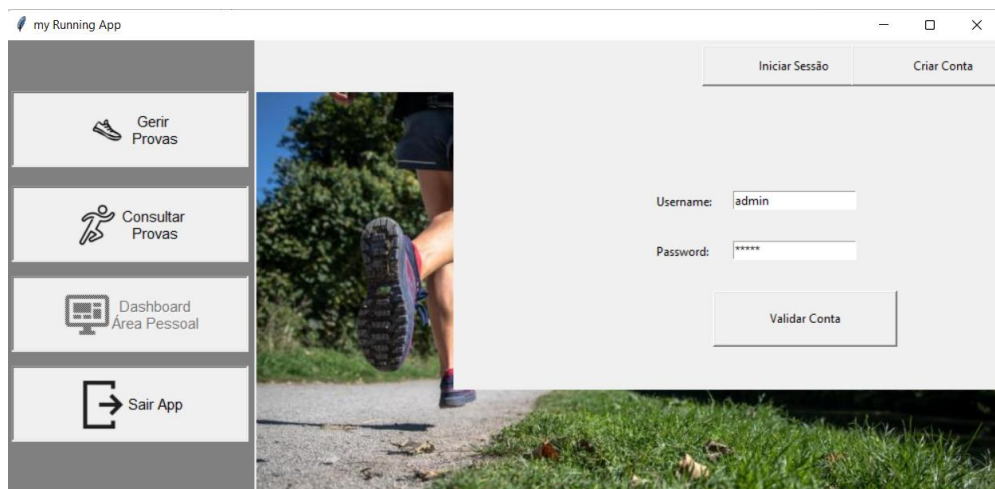 my Running App
Iniciar Sessão
Criar Conta
Gerir
Provas
Consultar
Provas
Dashboard
Área Pessoal
Sair App
Username:
admin
Password:
*****
Validar Conta